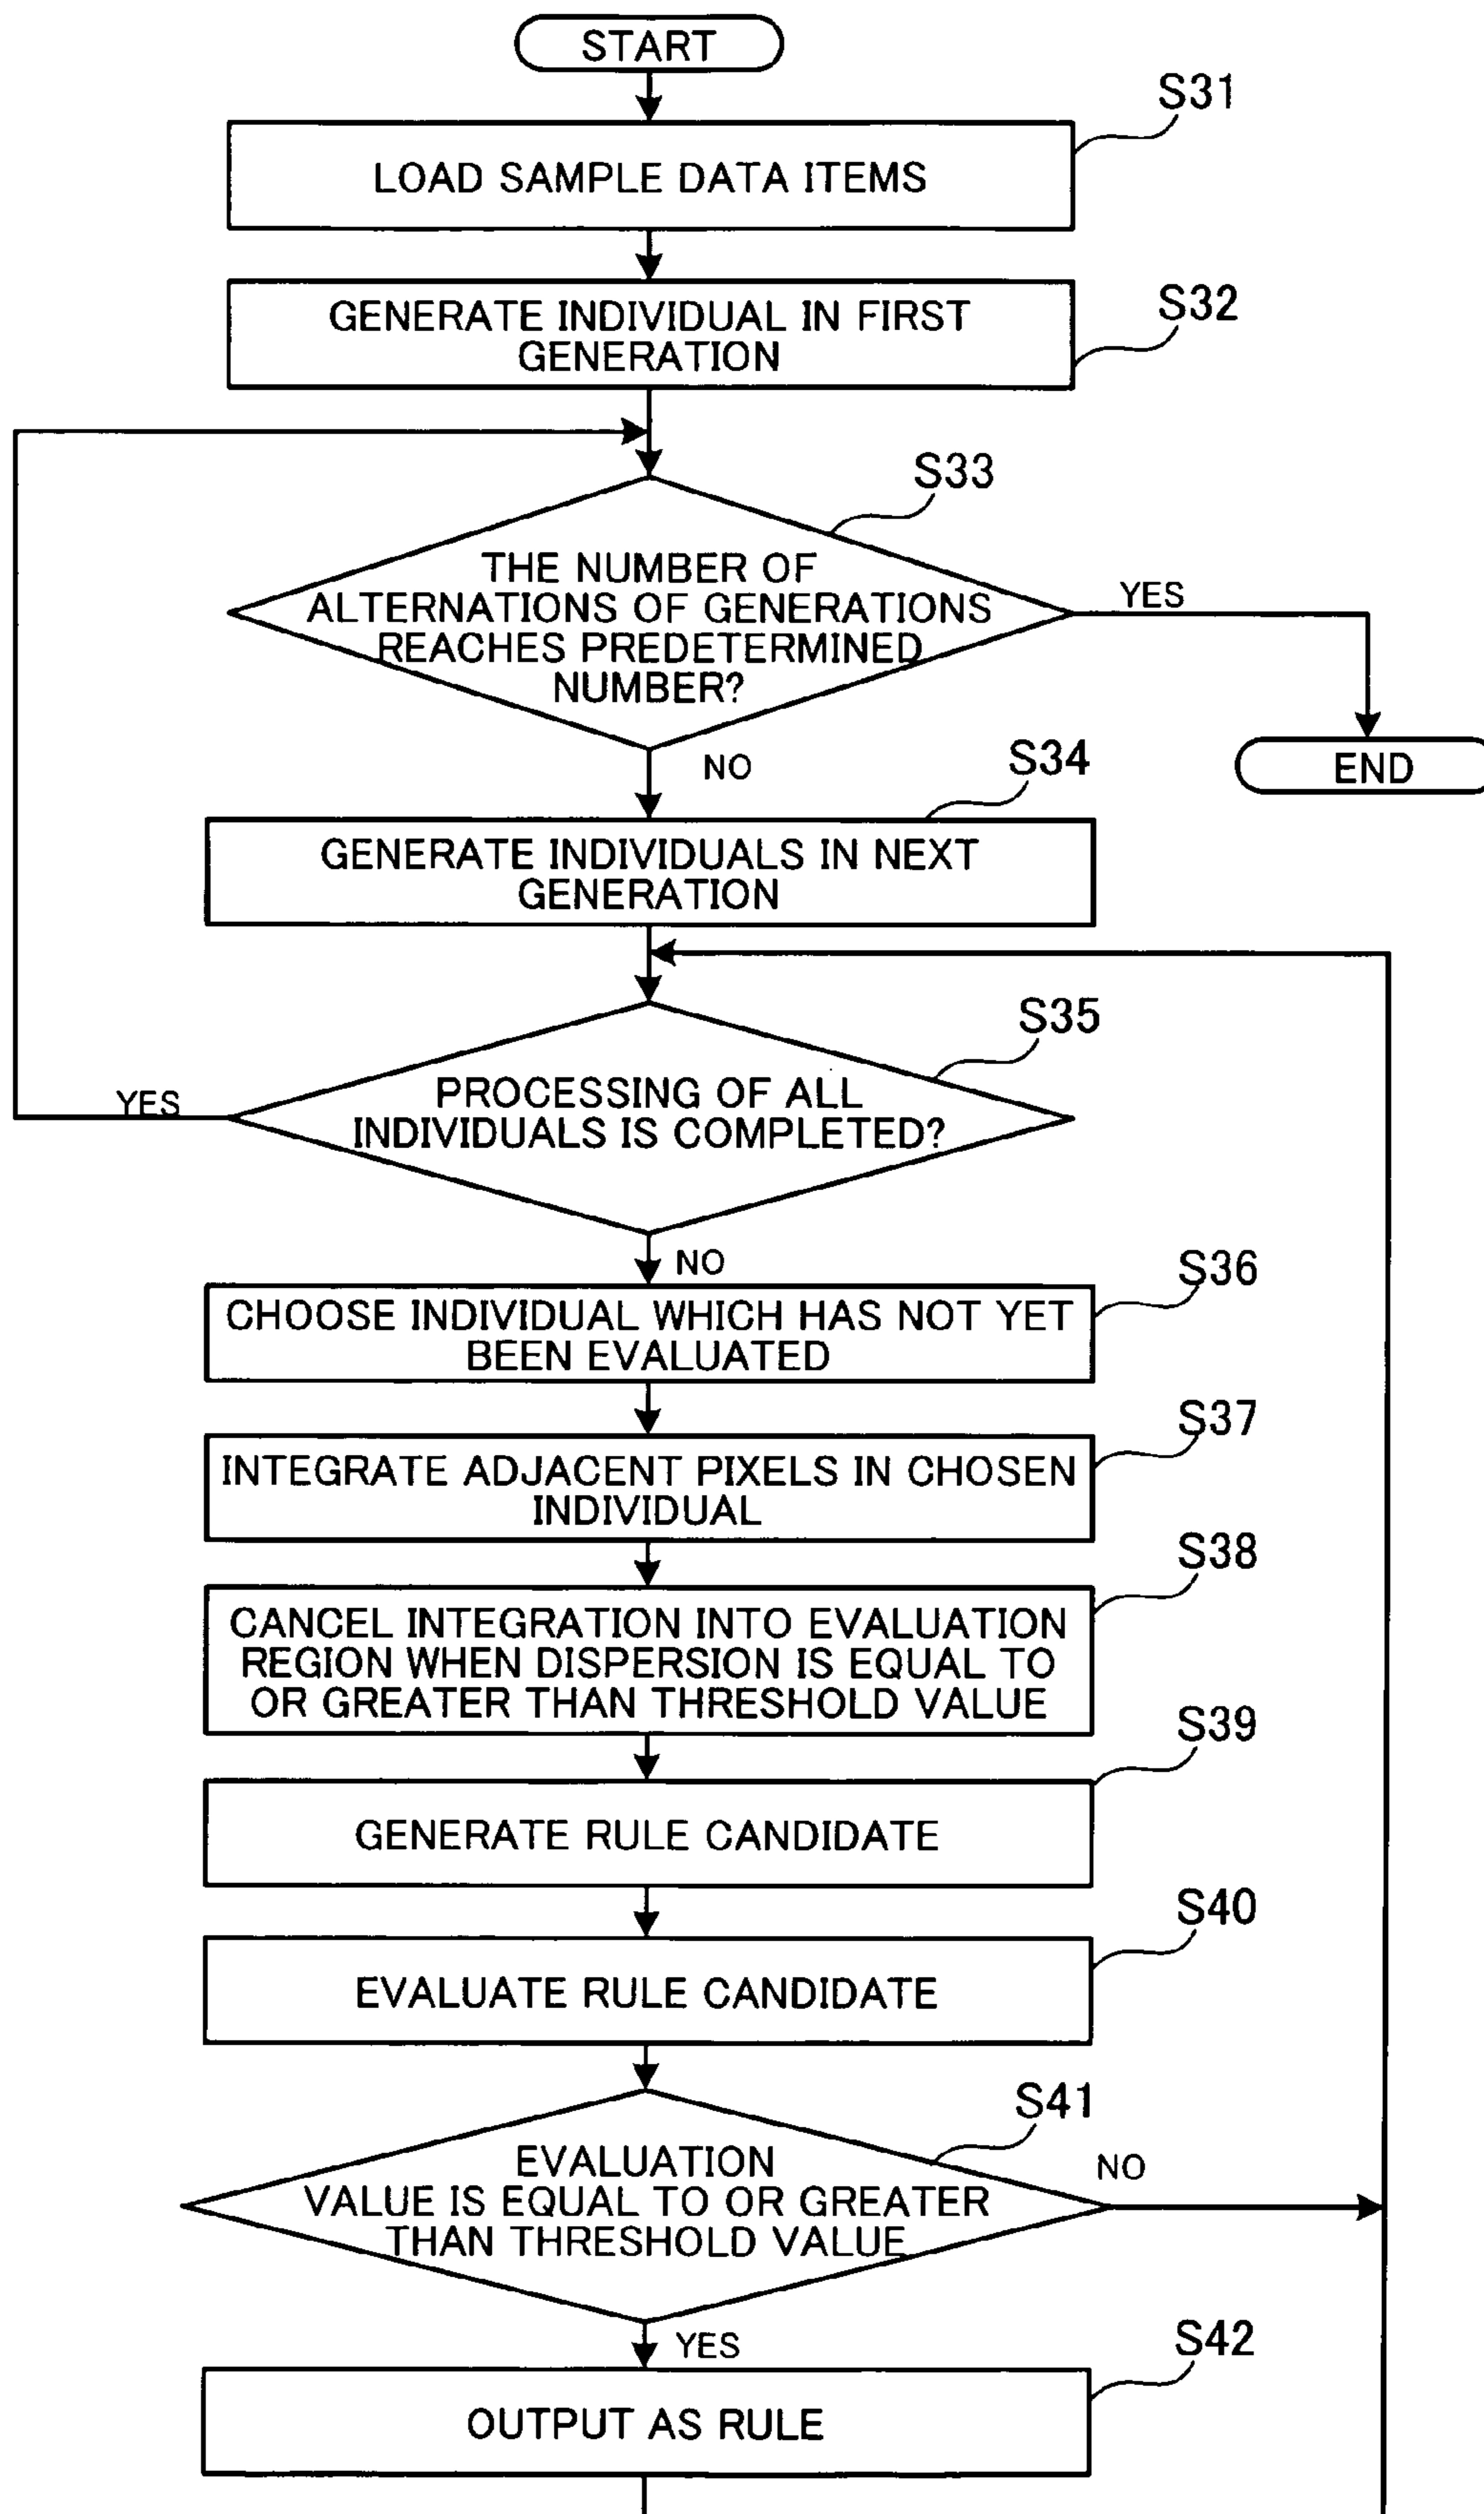 START
S31
LOAD SAMPLE DATA ITEMS
S32
GENERATE INDIVIDUAL IN FIRST
GENERATION
S33
THE NUMBER OF
ALTERNATIONS OF GENERATIONS
REACHES PREDETERMINED
NUMBER?
YES
END
NO
S34
GENERATE INDIVIDUALS IN NEXT
GENERATION
S35
PROCESSING OF ALL
INDIVIDUALS IS COMPLETED?
YES
NO
S36
CHOOSE INDIVIDUAL WHICH HAS NOT YET
BEEN EVALUATED
S37
INTEGRATE ADJACENT PIXELS IN CHOSEN
INDIVIDUAL
S38
CANCEL INTEGRATION INTO EVALUATION
REGION WHEN DISPERSION IS EQUAL TO
OR GREATER THAN THRESHOLD VALUE
S39
GENERATE RULE CANDIDATE
S40
EVALUATE RULE CANDIDATE
S41
EVALUATION
VALUE IS EQUAL TO OR GREATER
THAN THRESHOLD VALUE
NO
YES
S42
OUTPUT AS RULE